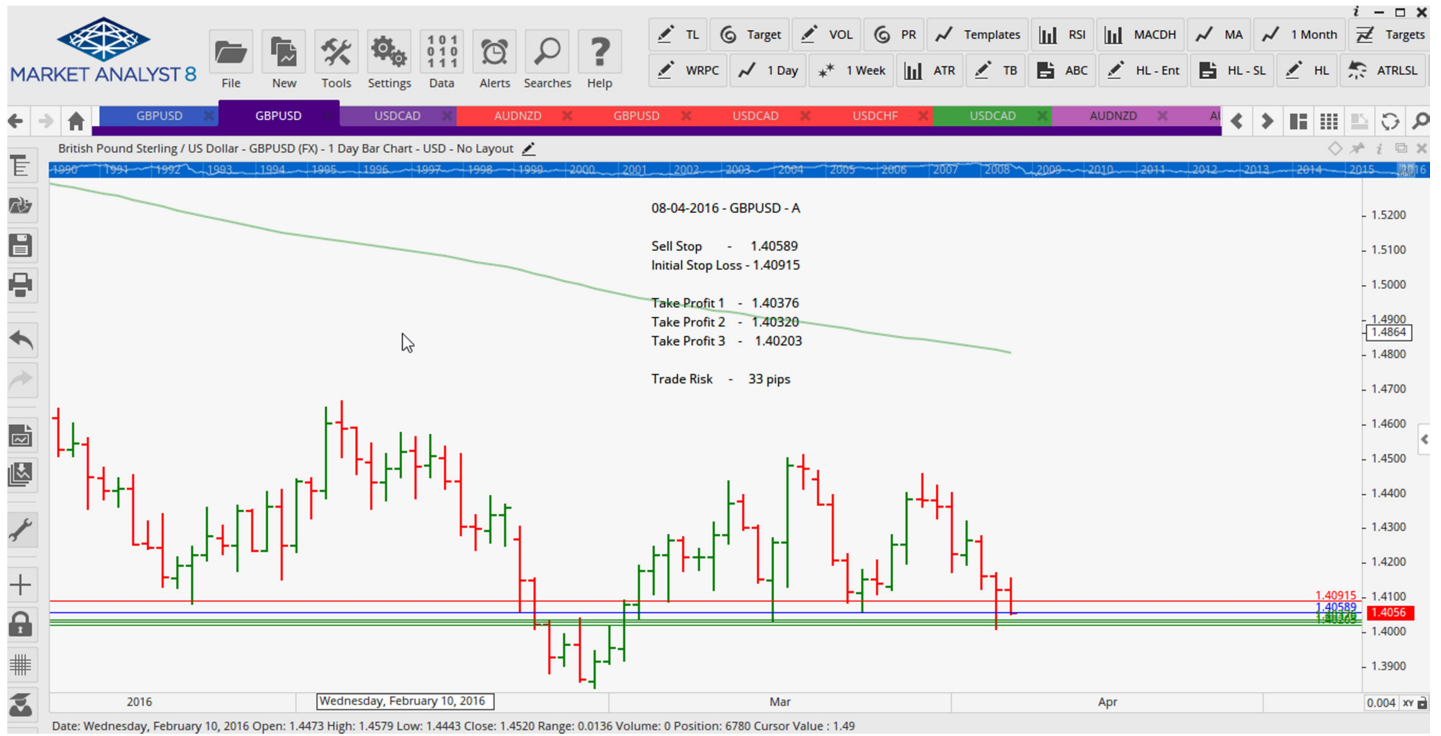 i
MARKET ANALYST 8
File New Tools Settings Data Alerts Searches Help
101
010
111
TL Target VOL PR Templates RSI MACDH MA 1 Month Targets
WRPC 1 Day 1 Week ATR TB ABC HL - Ent HL - SL HL ATRLSL
GBPUSD GBPUSD USDCAD AUDNZD GBPUSD USDCAD USDCHF USDCAD AUDNZD
British Pound Sterling / US Dollar - GBPUSD (FX) - 1 Day Bar Chart - USD - No Layout
1990 1991 1992 1993 1994 1995 1996 1997 1998 1999 2000 2001 2002 2003 2004 2005 2006 2007 2008 2009 2010 2011 2012 2013 2014 2015 2016
08-04-2016 - GBPUSD - A
Sell Stop - 1.40589
Initial Stop Loss - 1.40915
Take Profit 1 - 1.40376
Take Profit 2 - 1.40320
Take Profit 3 - 1.40203
Trade Risk - 33 pips
1.5200
1.5100
1.5000
1.4900
1.4864
1.4800
1.4700
1.4600
1.4500
1.4400
1.4300
1.4200
1.4100
1.4056
1.4000
1.3900
1.40915
1.40589
2016 Wednesday, February 10, 2016 Mar Apr 0.004 XY
Date: Wednesday, February 10, 2016 Open: 1.4473 High: 1.4579 Low: 1.4443 Close: 1.4520 Range: 0.0136 Volume: 0 Position: 6780 Cursor Value : 1.49